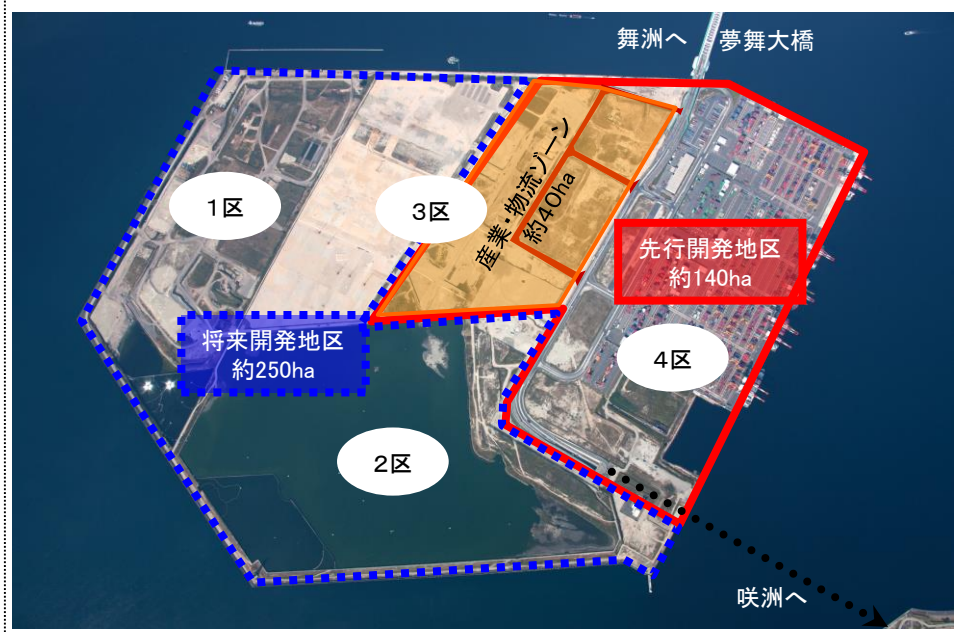 舞洲へ
夢舞大橋
1区
3区
産業・物流ゾーン
約40ha
先行開発地区
約140ha
将来開発地区
約250ha
4区
2区
咲洲へ